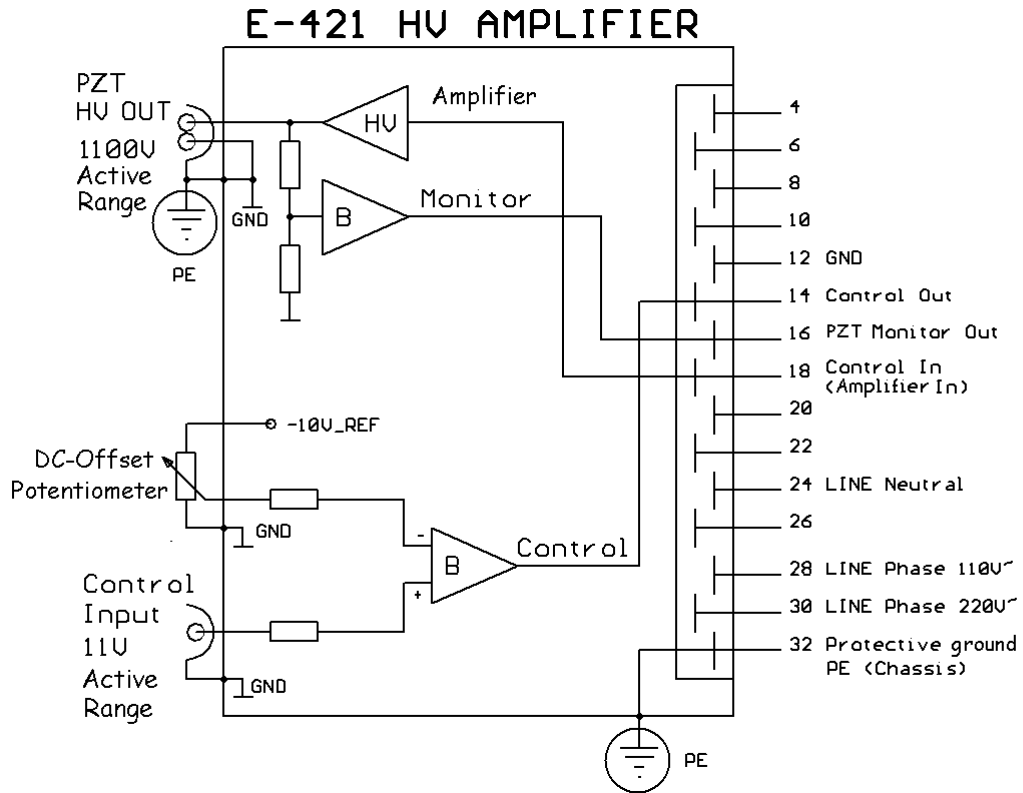 E-421 HV AMPLIFIER
PZT
HV OUT
1100V
Active
Range
PE
GND
HV
Amplifier
B
Monitor
-10V_REF
DC-Offset
Potentiometer
GND
-
+
B
Control
Control
Input
11V
Active
Range
GND
4
6
8
10
12 GND
14 Control Out
16 PZT Monitor Out
18 Control In
(Amplifier In)
20
22
24 LINE Neutral
26
28 LINE Phase 110V~
30 LINE Phase 220V~
32 Protective ground
PE (Chassis)
PE